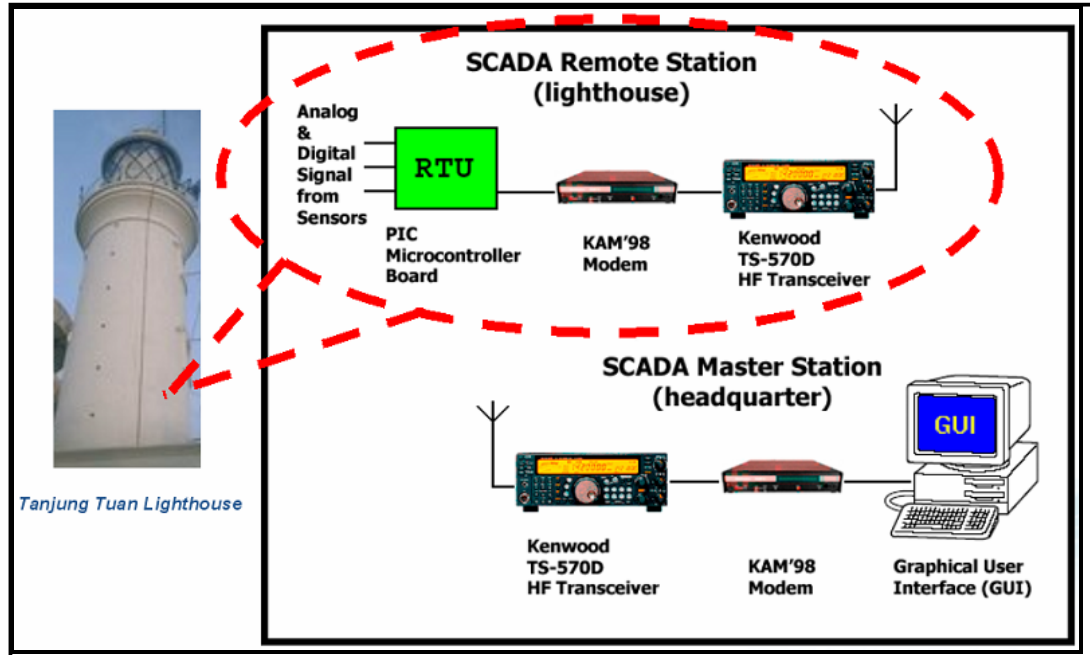 SCADA Remote Station
(lighthouse)
Analog
&
Digital
Signal
from
Sensors
RTU
PIC
Microcontroller
Board
KAM'98
Modem
Kenwood
TS-570D
HF Transceiver
SCADA Master Station
(headquarter)
GUI
Tanjung Tuan Lighthouse
Kenwood
TS-570D
HF Transceiver
KAM'98
Modem
Graphical User
Interface (GUI)